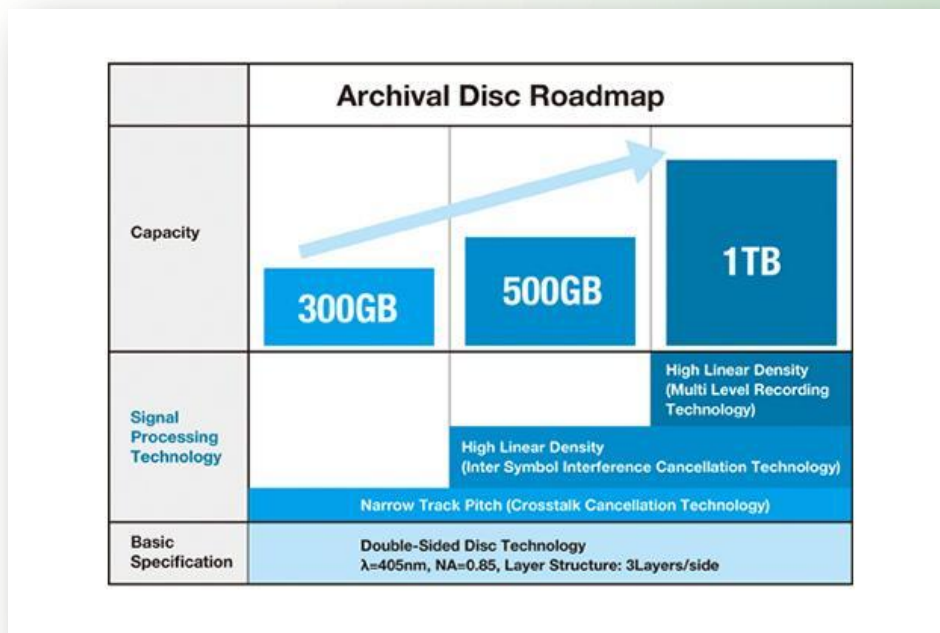 Archival Disc Roadmap
Capacity
300GB
500GB
1TB
Signal
Processing
Technology
High Linear Density
(Multi Level Recording
Technology)
High Linear Density
(Inter Symbol Interference Cancellation Technology)
Narrow Track Pitch (Crosstalk Cancellation Technology)
Basic
Specification
Double-Sided Disc Technology
λ=405nm, NA=0.85, Layer Structure: 3Layers/side